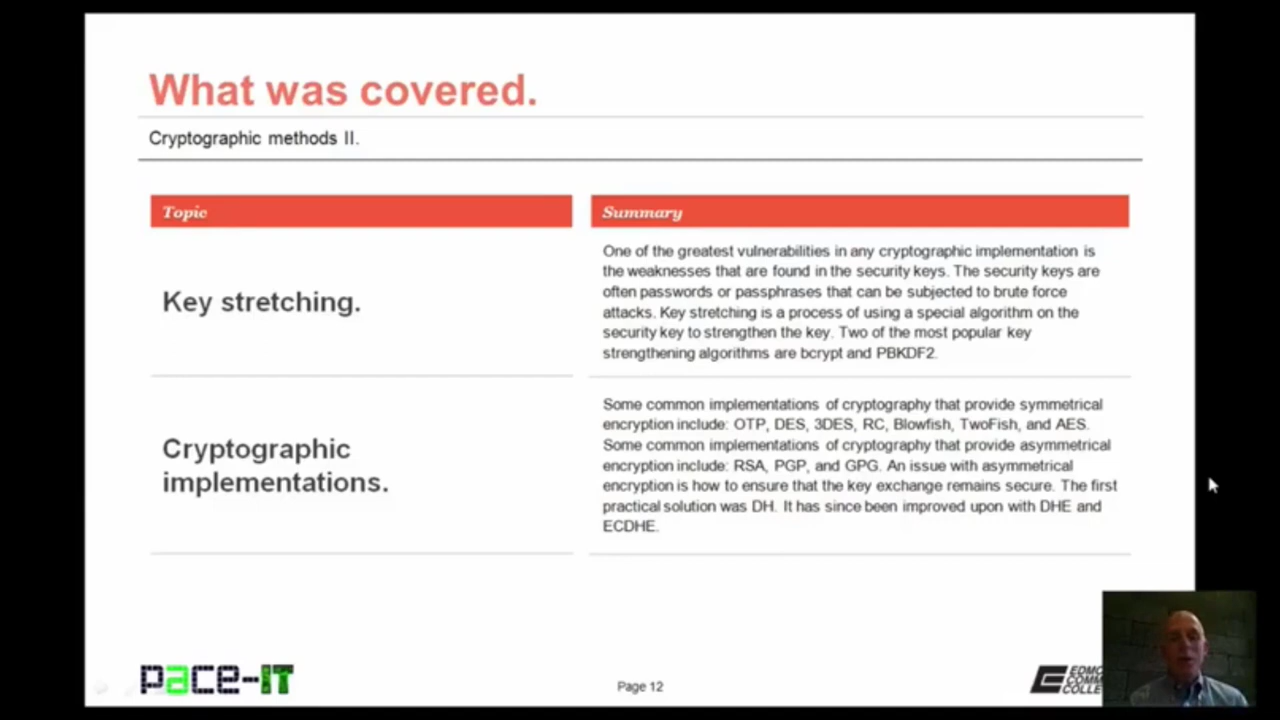 What was covered.
Cryptographic methods II.
Topic
Summary
Key stretching.
One of the greatest vulnerabilities in any cryptographic implementation is
the weaknesses that are found in the security keys. The security keys are
often passwords or passphrases that can be subjected to brute force
attacks. Key stretching is a process of using a special algorithm on the
security key to strengthen the key. Two of the most popular key
strengthening algorithms are bcrypt and PBKDF2.
Cryptographic
implementations.
Some common implementations of cryptography that provide symmetrical
encryption include: OTP, DES, 3DES, RC, Blowfish, TwoFish, and AES.
Some common implementations of cryptography that provide asymmetrical
encryption include: RSA, PGP, and GPG. An issue with asymmetrical
encryption is how to ensure that the key exchange remains secure. The first
practical solution was DH. It has since been improved upon with DHE and
ECDHE.
pace-IT
Page 12